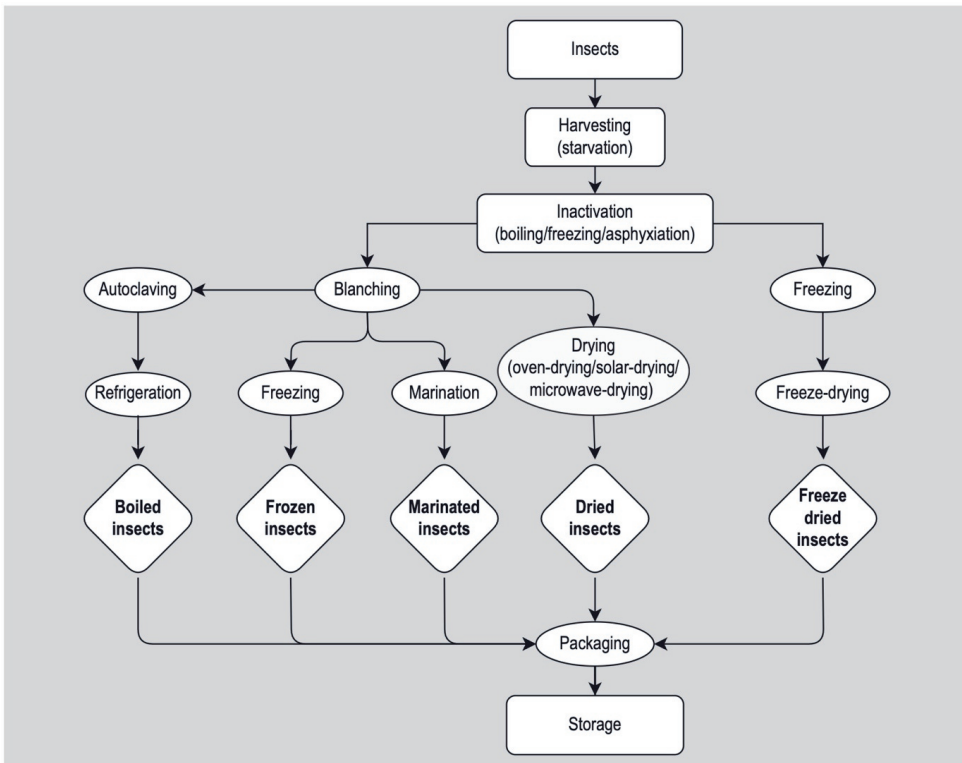 Insects
Harvesting
(starvation)
Inactivation
(boiling/freezing/asphyxiation)
Autoclaving
Blanching
Freezing
Drying
(oven-drying/solar-drying/
microwave-drying)
Refrigeration
Freezing
Marination
Freeze-drying
Boiled
insects
Frozen
insects
Marinated
insects
Dried
insects
Freeze
dried
insects
Packaging
Storage